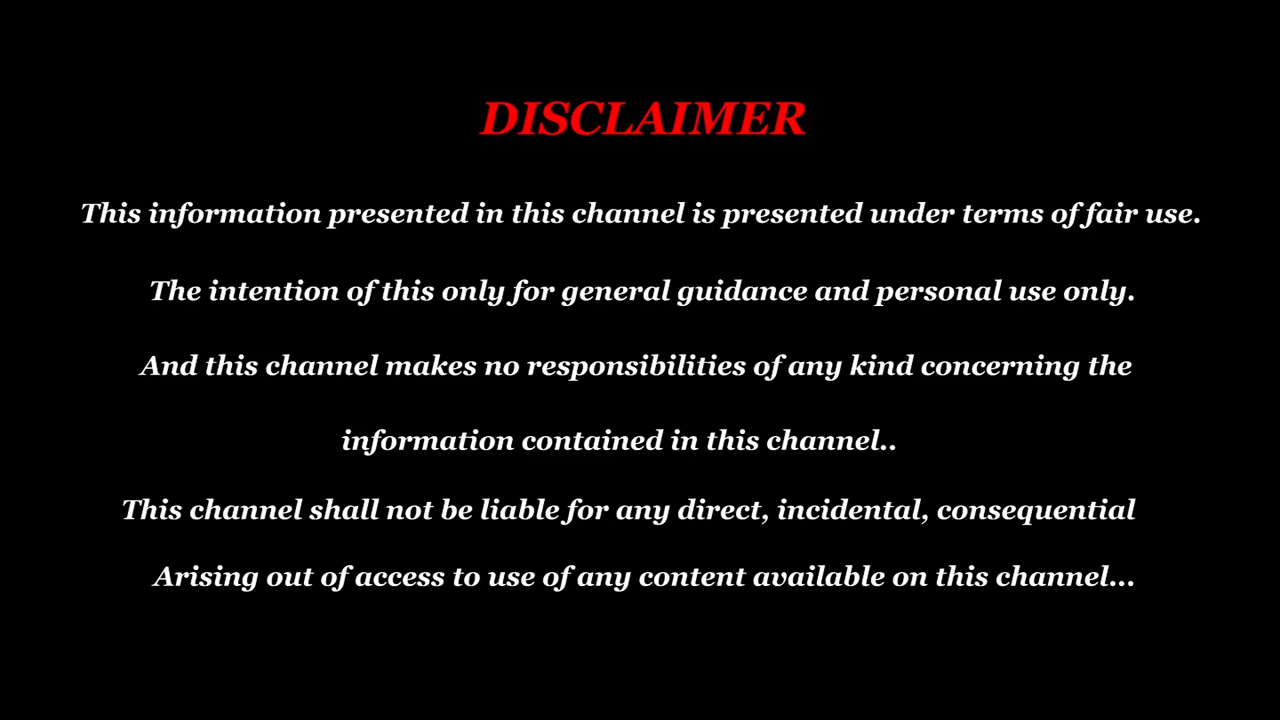 DISCLAIMER
This information presented in this channel is presented under terms of fair use.
The intention of this only for general guidance and personal use only.
And this channel makes no responsibilities of any kind concerning the
information contained in this channel..
This channel shall not be liable for any direct, incidental, consequential
Arising out of access to use of any content available on this channel...